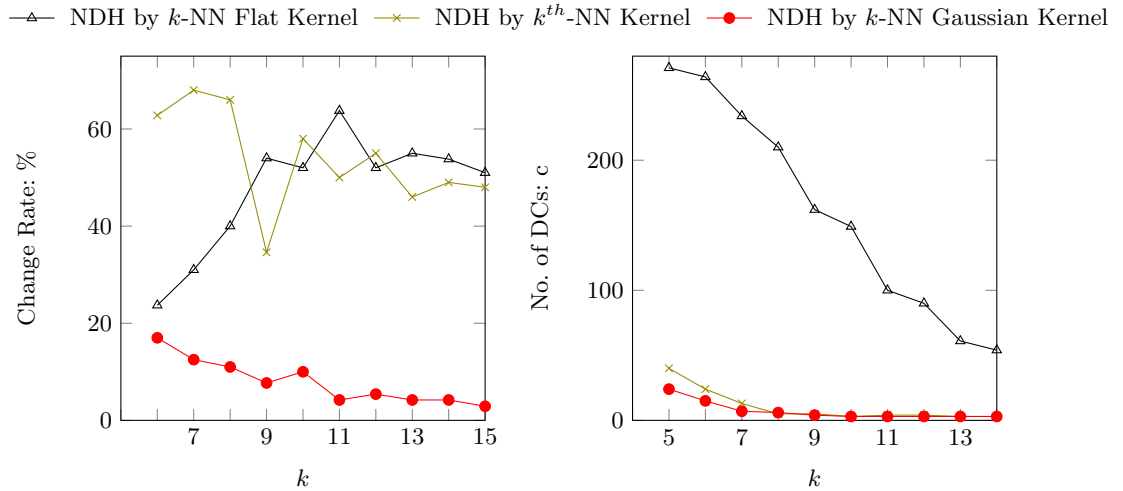 NDH by k-NN Flat Kernel NDH by k^{th}-NN Kernel NDH by k-NN Gaussian Kernel
Change Rate: %
60
40
20
0
7 9 11 13 15
k
No. of DCs: c
200
100
0
5 7 9 11 13
k